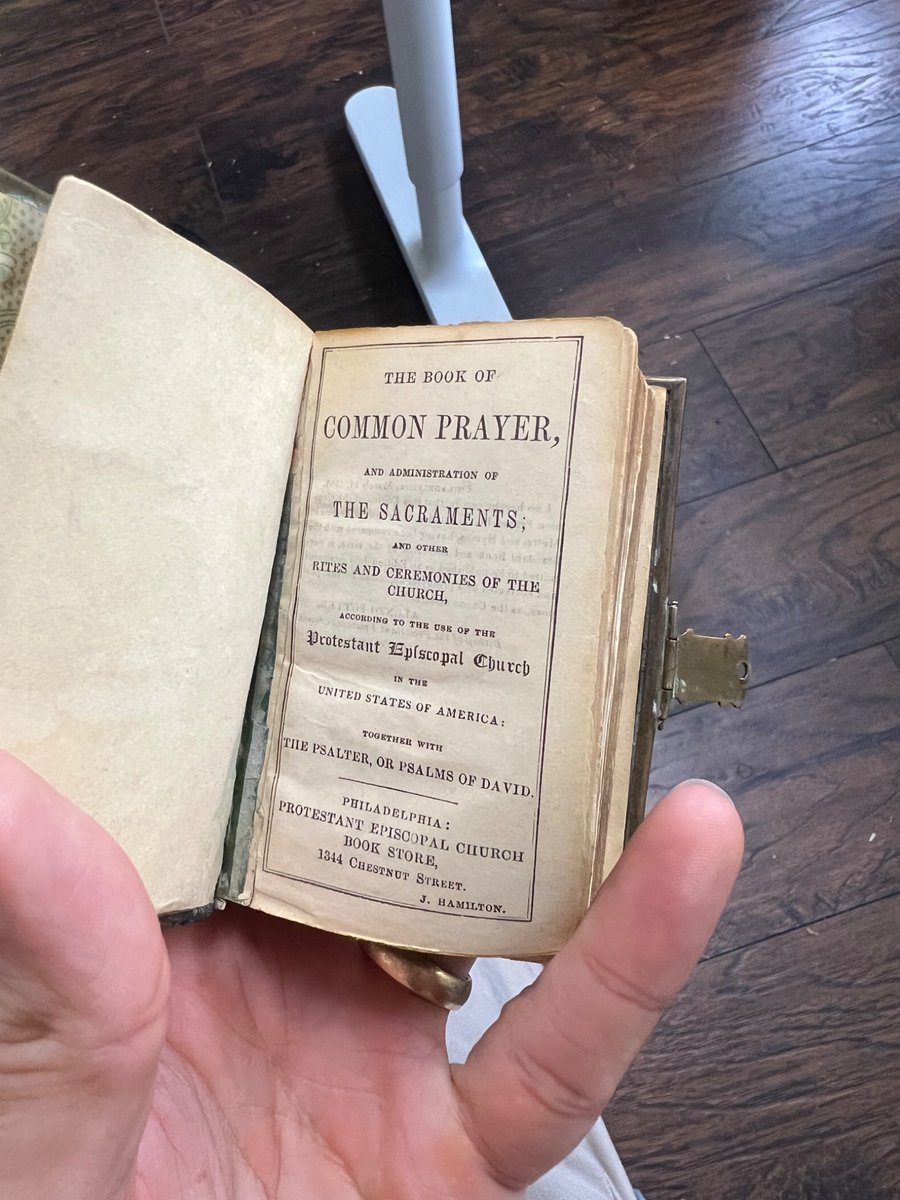 THE BOOK OF
COMMON PRAYER,
AND ADMINISTRATION OF
THE SACRAMENTS;
AND OTHER
RITES AND CEREMONIES OF THE
CHURCH,
ACCORDING TO THE USE OF THE
Protestant Episcopal Church
IN THE
UNITED STATES OF AMERICA:
TOGETHER WITH
THE PSALTER, OR PSALMS OF DAVID.
PHILADELPHIA:
PROTESTANT EPISCOPAL CHURCH
BOOK STORE,
1344 CHESTNUT STREET.
J. HAMILTON.